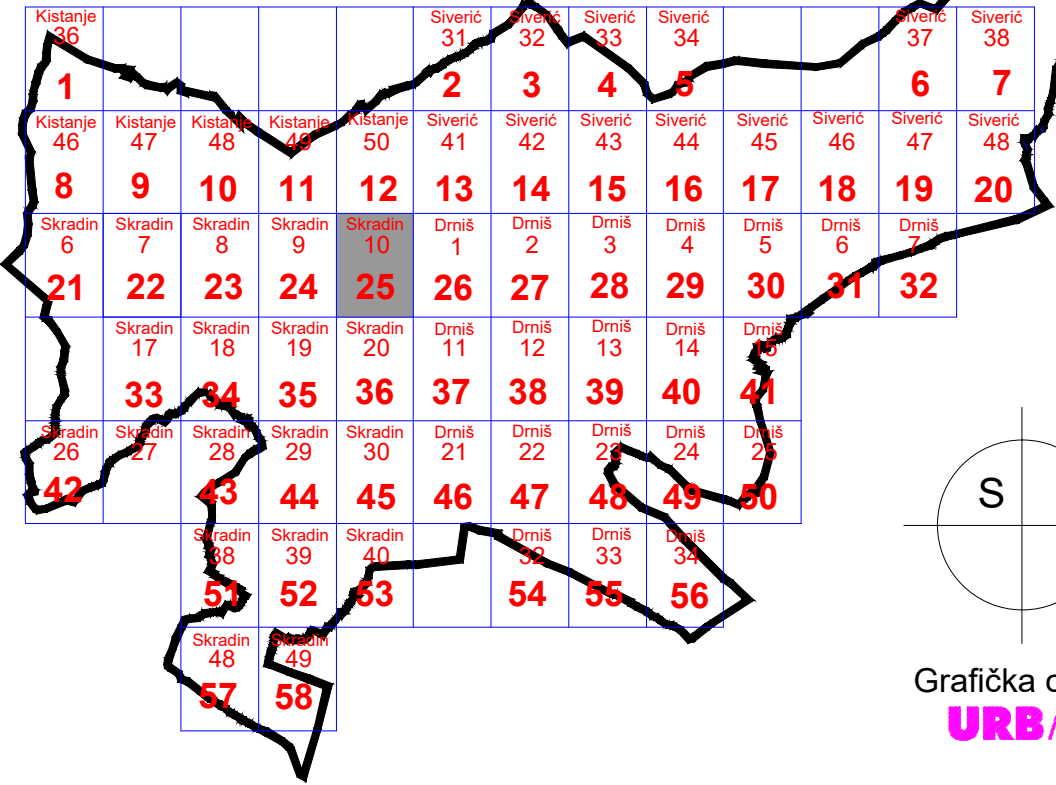 Kistanje Siverić Siverić Siverić Siverić Siverić Siverić
36 31 32 33 34 37 38
1 2 3 4 5 6 7
Kistanje Kistanje Kistanje Kistanje Kistanje Siverić Siverić Siverić Siverić Siverić Siverić Siverić Siverić
46 47 48 49 50 41 42 43 44 45 46 47 48
8 9 10 11 12 13 14 15 16 17 18 19 20
Skradin Skradin Skradin Skradin Skradin Drniš Drniš Drniš Drniš Drniš Drniš Drniš
6 7 8 9 10 1 2 3 4 5 6 7
21 22 23 24 25 26 27 28 29 30 31 32
Skradin Skradin Skradin Skradin Drniš Drniš Drniš Drniš Drniš
17 18 19 20 11 12 13 14 15
33 34 35 36 37 38 39 40 41
Skradin Skradin Skradin Skradin Skradin Drniš Drniš Drniš Drniš Drniš
26 27 28 29 30 21 22 23 24 25
42 43 44 45 46 47 48 49 50
Skradin Skradin Skradin Drniš Drniš Drniš
38 39 40 32 33 34
51 52 53 54 55 56
Skradin Skradin
48 49
57 58
S
Grafička
URB